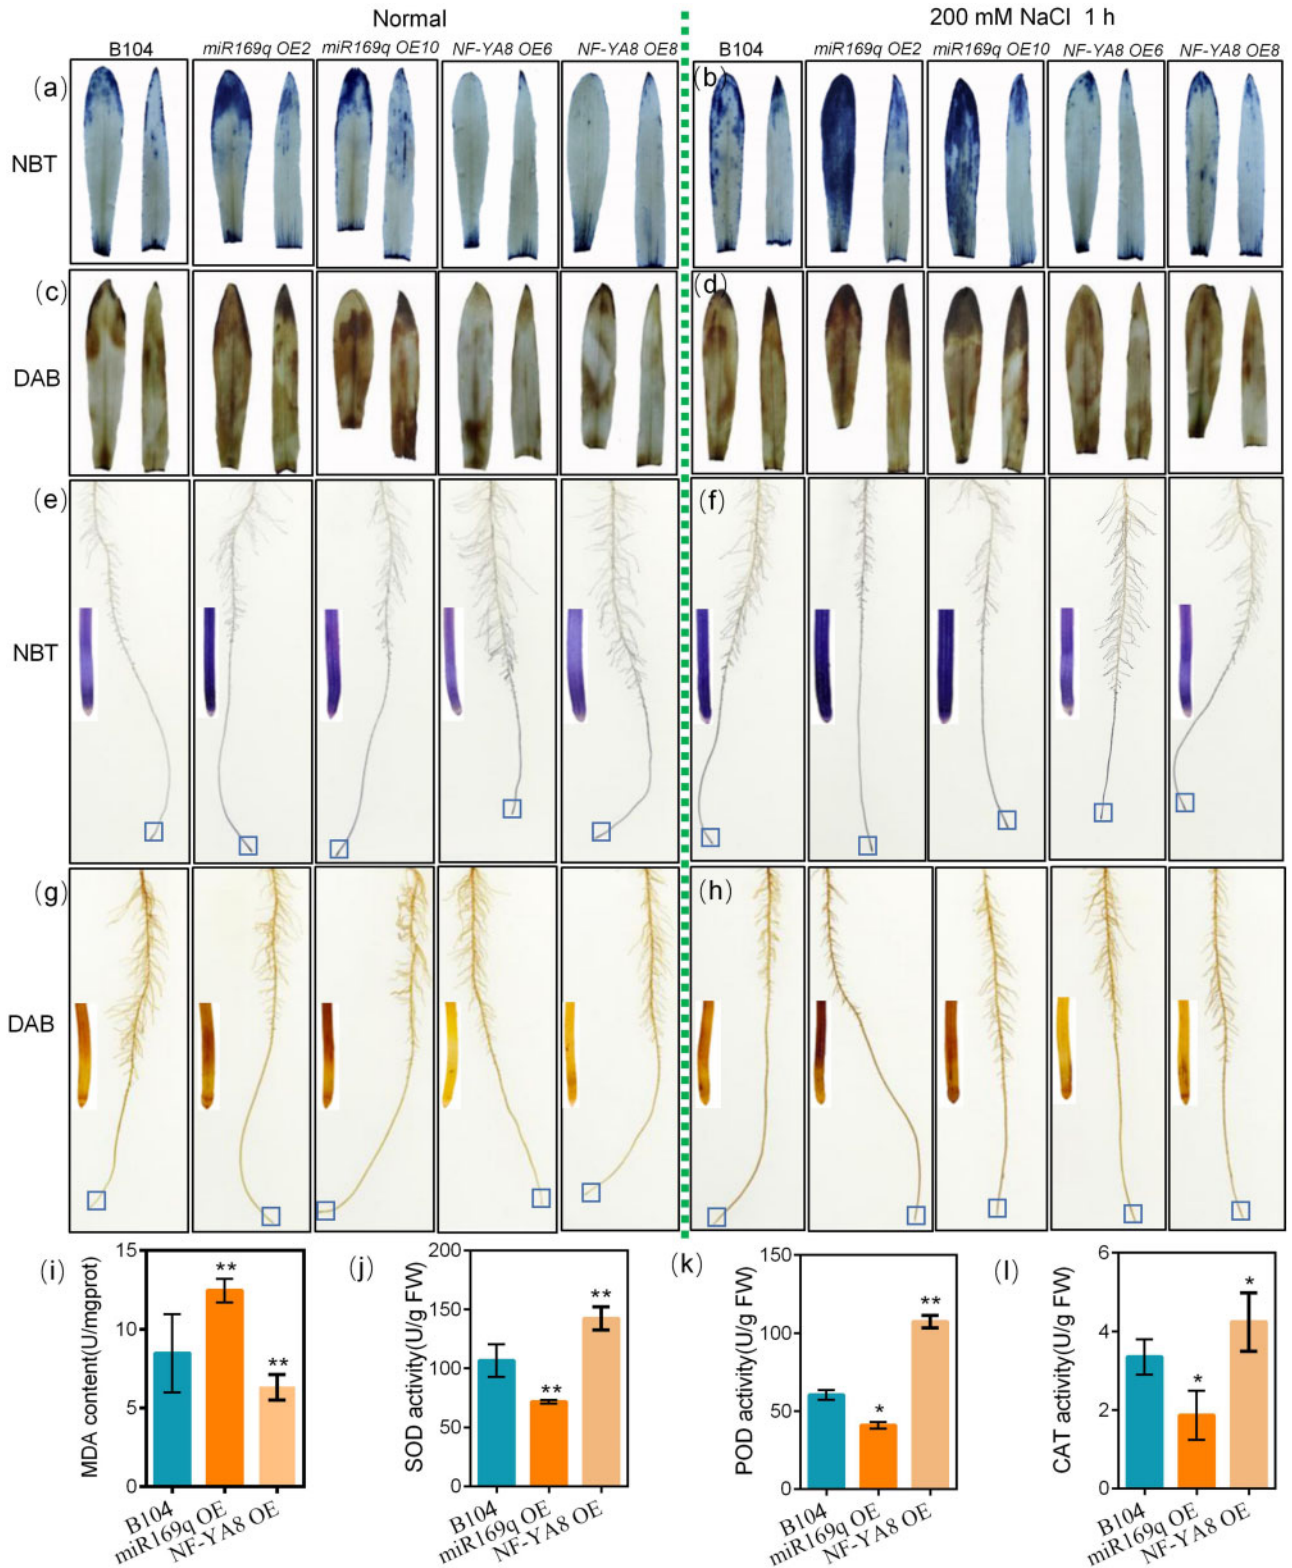 Normal
200 mM NaCl 1 h
B104
miR169q OE2
miR169q OE10
NF-YA8 OE6
NF-YA8 OE8
B104
miR169q OE2
miR169q OE10
NF-YA8 OE6
NF-YA8 OE8
(a)
(b)
NBT
(c)
(d)
DAB
(e)
(f)
NBT
(g)
(h)
DAB
(i)
MDA content(U/mgprot)
15
10
5
0
**
**
B104
miR169q OE
NF-YA8 OE
(j)
SOD activity(U/g FW)
200
150
100
50
0
**
**
B104
miR169q OE
NF-YA8 OE
(k)
POD activity(U/g FW)
150
100
50
0
*
**
B104
miR169q OE
NF-YA8 OE
(l)
CAT activity(U/g FW)
6
4
2
0
*
*
B104
miR169q OE
NF-YA8 OE